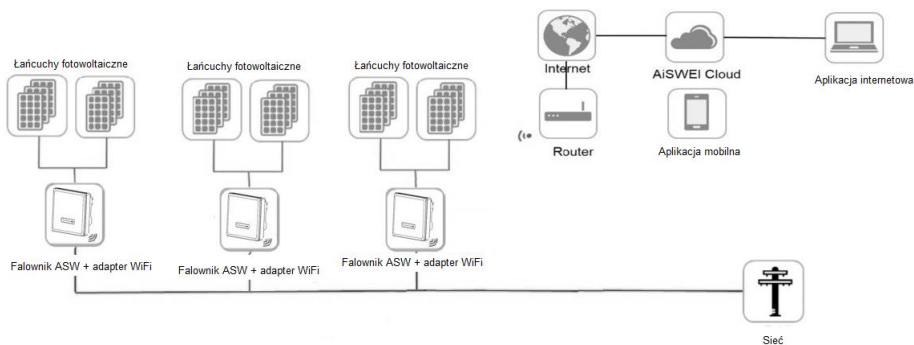 Łańcuchy fotowoltaiczne
Łańcuchy fotowoltaiczne
Łańcuchy fotowoltaiczne
Internet
AiSWEI Cloud
Aplikacja internetowa
Router
Aplikacja mobilna
Falownik ASW + adapter WiFi
Falownik ASW + adapter WiFi
Falownik ASW + adapter WiFi
Sieć